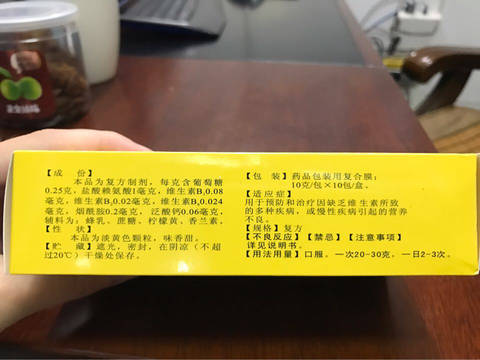 【成　份】
本品为复方制剂，每克含葡萄糖
0.25克，盐酸赖氨酸1毫克，维生素B₁0.08
毫克，维生素B₂0.02毫克，维生素B₆0.024
毫克，烟酰胺0.2毫克，泛酸钙0.06毫克，
辅料为：蜂乳、蔗糖、柠檬黄、香兰素。
【性　状】
本品为淡黄色颗粒，味香甜。
【贮　藏】遮光，密封，在阴凉（不超
过20℃）干燥处保存。
【包　装】药品包装用复合膜；
10克/包×10包/盒。
【适应症】
用于预防和治疗因缺乏维生素所致
的多种疾病，或慢性疾病引起的营养
不良。
【规格】复方
【不良反应】【禁忌】【注意事项】
详见说明书。
【用法用量】口服。一次20-30克，一日2-3次。